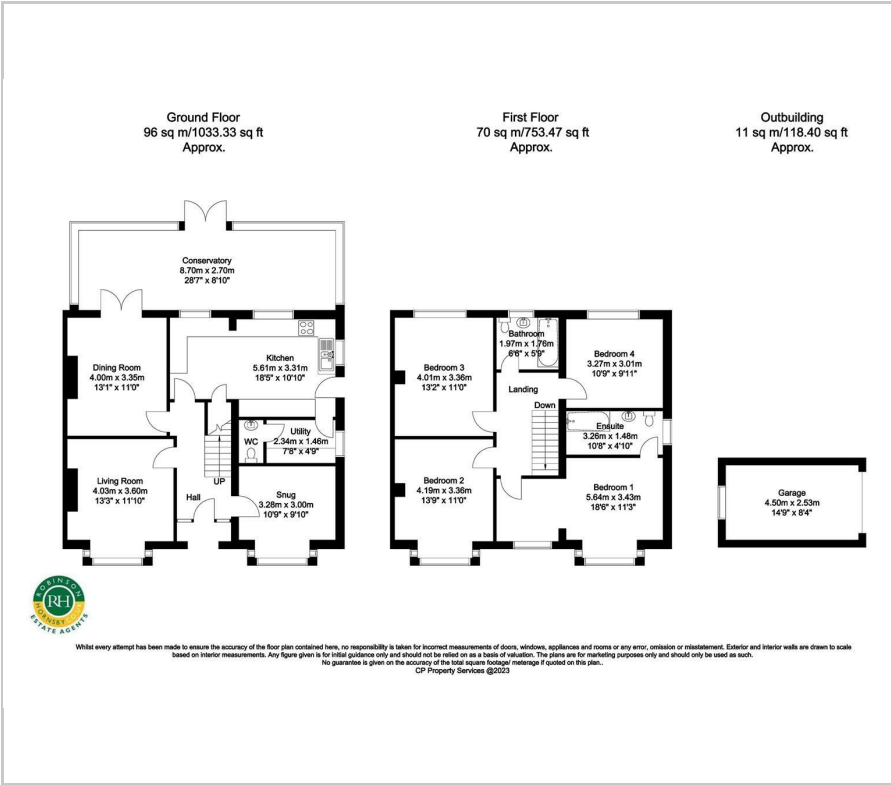 Ground Floor
96 sq m/1033.33 sq ft
Approx.
First Floor
70 sq m/753.47 sq ft
Approx.
Outbuilding
11 sq m/118.40 sq ft
Approx.
Conservatory
8.70m x 2.70m
28'7" x 8'10"
Dining Room
4.00m x 3.35m
13'1" x 11'0"
Kitchen
5.61m x 3.31m
18'5" x 10'10"
Utility
2.34m x 1.46m
7'8" x 4'9"
WC
UP
Living Room
4.03m x 3.60m
13'3" x 11'10"
Hall
Snug
3.28m x 3.00m
10'9" x 9'10"
Bathroom
1.97m x 1.76m
6'6" x 5'9"
Bedroom 3
4.01m x 3.36m
13'2" x 11'0"
Bedroom 4
3.27m x 3.01m
10'9" x 9'11"
Landing
Down
Ensuite
3.26m x 1.48m
10'8" x 4'10"
Bedroom 2
4.19m x 3.36m
13'9" x 11'0"
Bedroom 1
5.64m x 3.43m
18'6" x 11'3"
Garage
4.50m x 2.53m
14'9" x 8'4"
ROBINSON
HORNSBY
RH
ESTATE AGENTS
Whilst every attempt has been made to ensure the accuracy of the floor plan contained here, no responsibility is taken for incorrect measurements of doors, windows, appliances and rooms or any error, omission or misstatement. Exterior and interior walls are drawn to scale
based on interior measurements. Any figure given is for initial guidance only and should not be relied on as a basis of valuation. The plans are for marketing purposes only and should only be used as such.
No guarantee is given on the accuracy of the total square footage/ meterage if quoted on this plan..
CP Property Services @2023